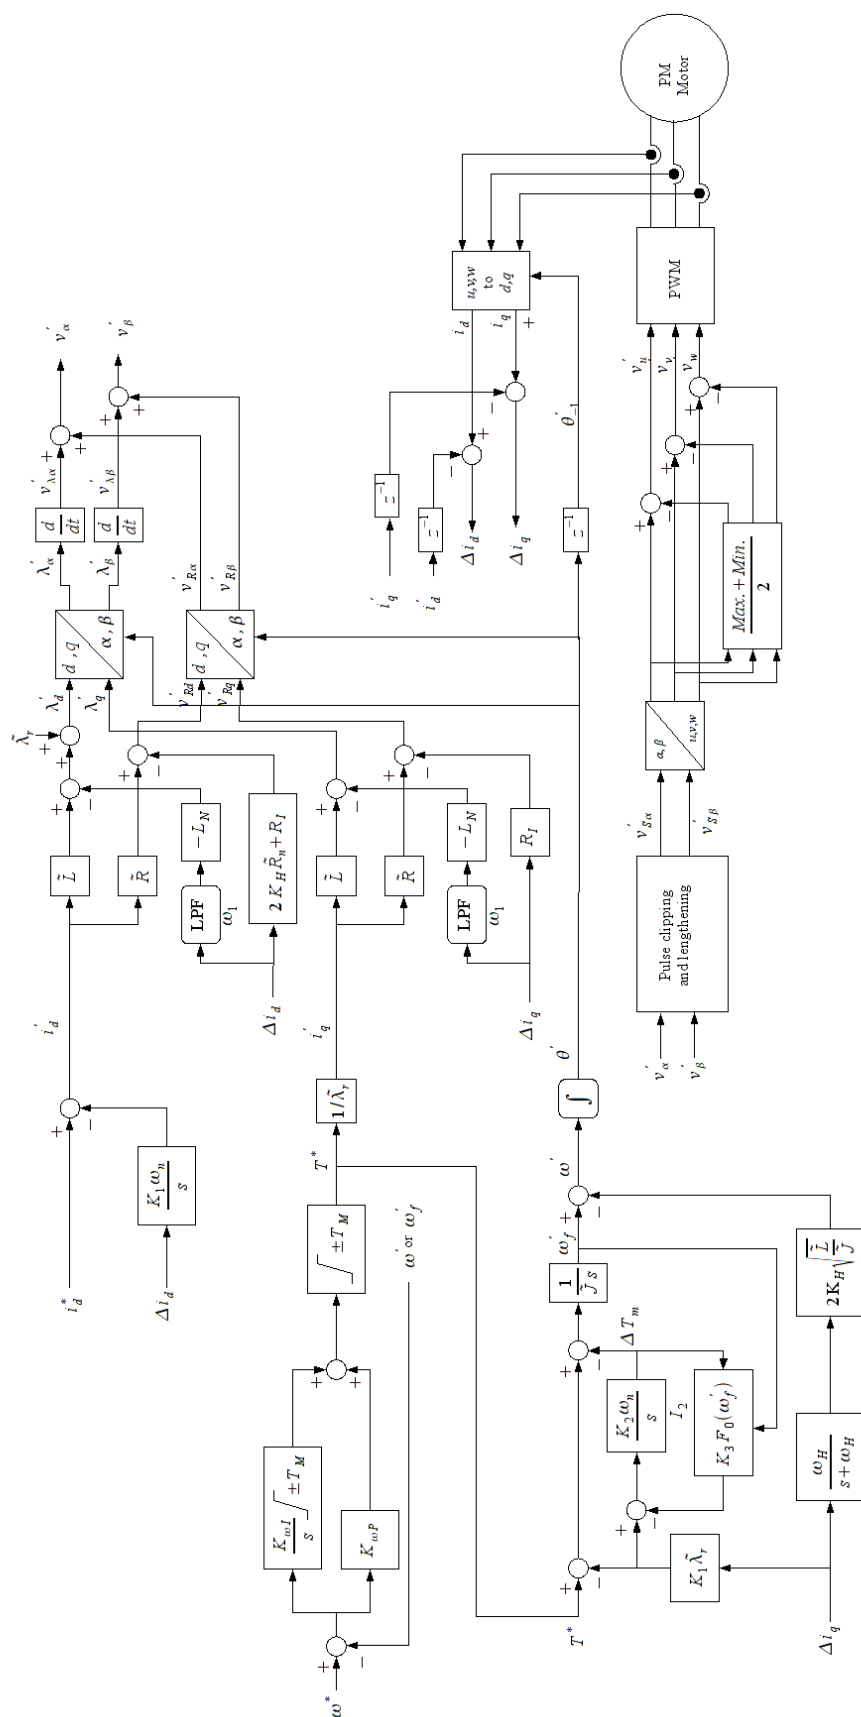 i_d^*
Δi_d
K_1 ω_n / s
+
−
i'_d
L̃
R̃
+
−
λ̃_r
+
+
λ'_d
λ'_q
d,q
α,β
λ'_α
λ'_β
d/dt
d/dt
v'_λα
v'_λβ
+
+
+
+
v'_α
v'_β
LPF
ω_1
−L_N
2 K_H R̃_n + R_I
Δi_d
+
−
v'_Rd
v'_Rq
d,q
α,β
v'_Rα
v'_Rβ
ω^*
+
−
K_ωI / s
±T_M
K_ωP
+
+
±T_M
ω' or ω'_f
T^*
1/λ̃_r
i'_q
L̃
R̃
+
−
+
−
LPF
ω_1
−L_N
R_I
Δi_q
i'_q
i'_d
z^−1
z^−1
−
+
−
+
Δi_d
Δi_q
i_d
i_q
u,v,w
to
d,q
T^*
+
−
K_1 λ̃_r
+
−
K_2 ω_n / s
I_2
K_3 F_0(ω'_f)
ΔT_m
+
−
1 / J̃ s
ω'_f
+
−
ω'
∫
θ'
z^−1
θ'_−1
Δi_q
ω_H / s+ω_H
2K_H √(L̃/J̃)
v'_α
v'_β
Pulse clipping
and lengthening
v'_Sα
v'_Sβ
α,β
u,v,w
Max.+Min. / 2
+
−
+
−
+
−
v'_u
v'_v
v'_w
PWM
PM
Motor